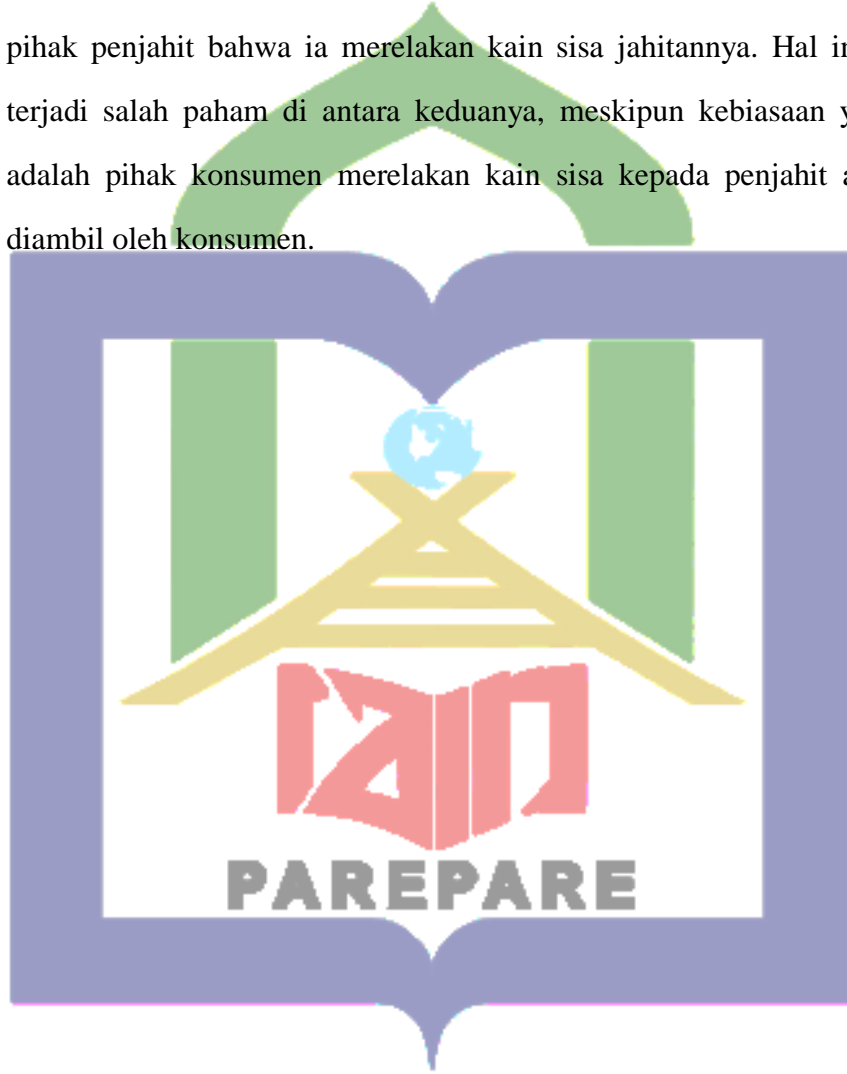 pihak penjahit bahwa ia merelakan kain sisa jahitannya. Hal
terjadi salah paham di antara keduanya, meskipun kebiasaan
adalah pihak konsumen merelakan kain sisa kepada penjahit
diambil oleh konsumen.
iain
PAREPARE